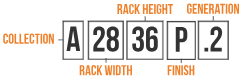 RACK HEIGHT GENERATION
COLLECTION A 28 36 P .2
RACK WIDTH FINISH